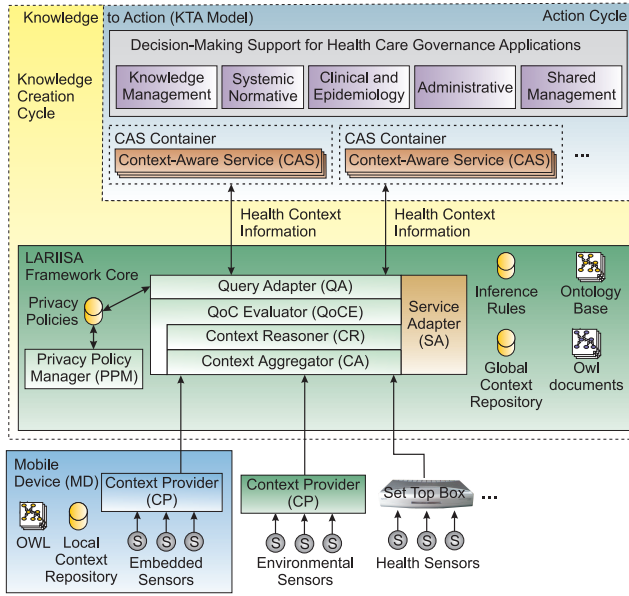 Knowledge to Action (KTA Model)
Action Cycle
Decision-Making Support for Health Care Governance Applications
Knowledge
Management
Systemic
Normative
Clinical and
Epidemiology
Administrative
Shared
Management
Knowledge
Creation
Cycle
CAS Container
Context-Aware Service (CAS)
CAS Container
Context-Aware Service (CAS)
...
Health Context
Information
Health Context
Information
LARIISA
Framework Core
Privacy
Policies
Privacy Policy
Manager (PPM)
Query Adapter (QA)
QoC Evaluator (QoCE)
Context Reasoner (CR)
Context Aggregator (CA)
Service
Adapter
(SA)
Inference
Rules
Ontology
Base
Global
Context
Repository
Owl
documents
Mobile
Device (MD)
Context Provider
(CP)
OWL
Local
Context
Repository
S S S
Embedded
Sensors
Context Provider
(CP)
S S S
Environmental
Sensors
Set Top Box
...
S S S
Health Sensors